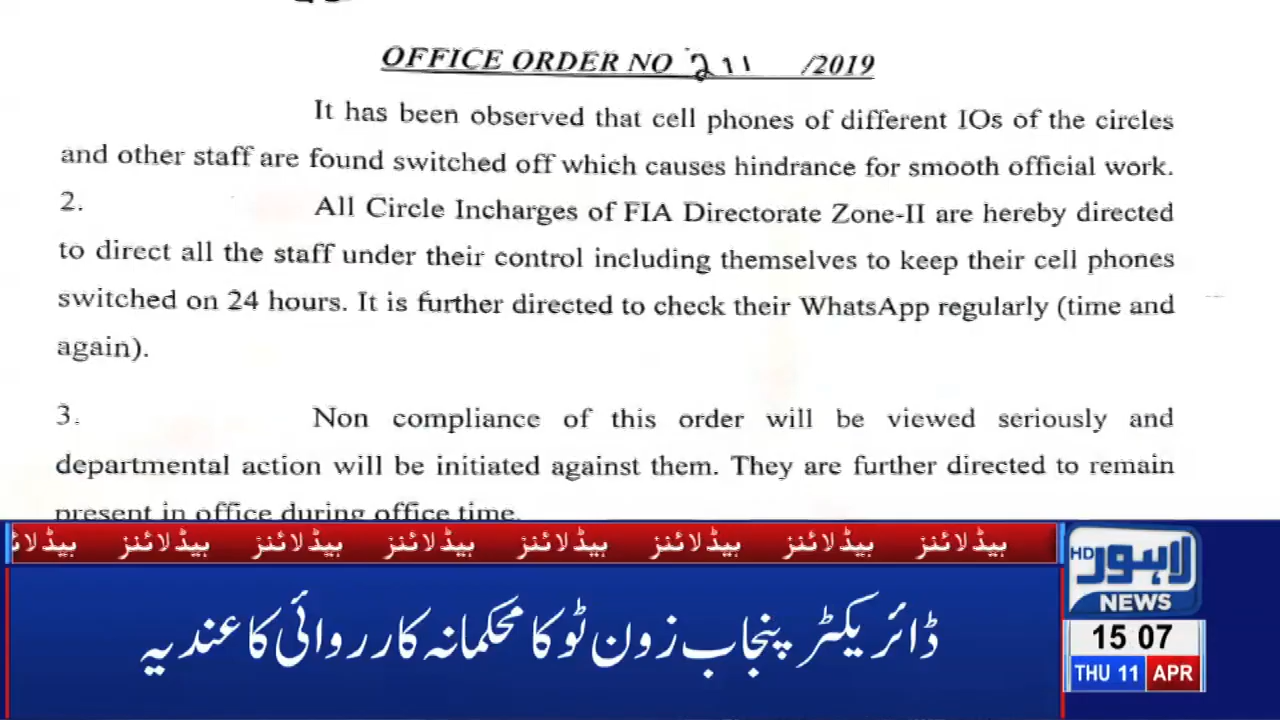 OFFICE ORDER NO 211 /2019
It has been observed that cell phones of different IOs of the circles
and other staff are found switched off which causes hindrance for smooth official work.
2. All Circle Incharges of FIA Directorate Zone-II are hereby directed
to direct all the staff under their control including themselves to keep their cell phones
switched on 24 hours. It is further directed to check their WhatsApp regularly (time and
again).
3. Non compliance of this order will be viewed seriously and
departmental action will be initiated against them. They are further directed to remain
present in office during office time.
ہیڈلائنز ہیڈلائنز ہیڈلائنز ہیڈلائنز ہیڈلائنز ہیڈلائنز ہیڈلائنز
ڈائریکٹر پنجاب زون ٹو کا محکمانہ کارروائی کا عندیہ
HD لاہور
NEWS
15 07
THU 11 APR